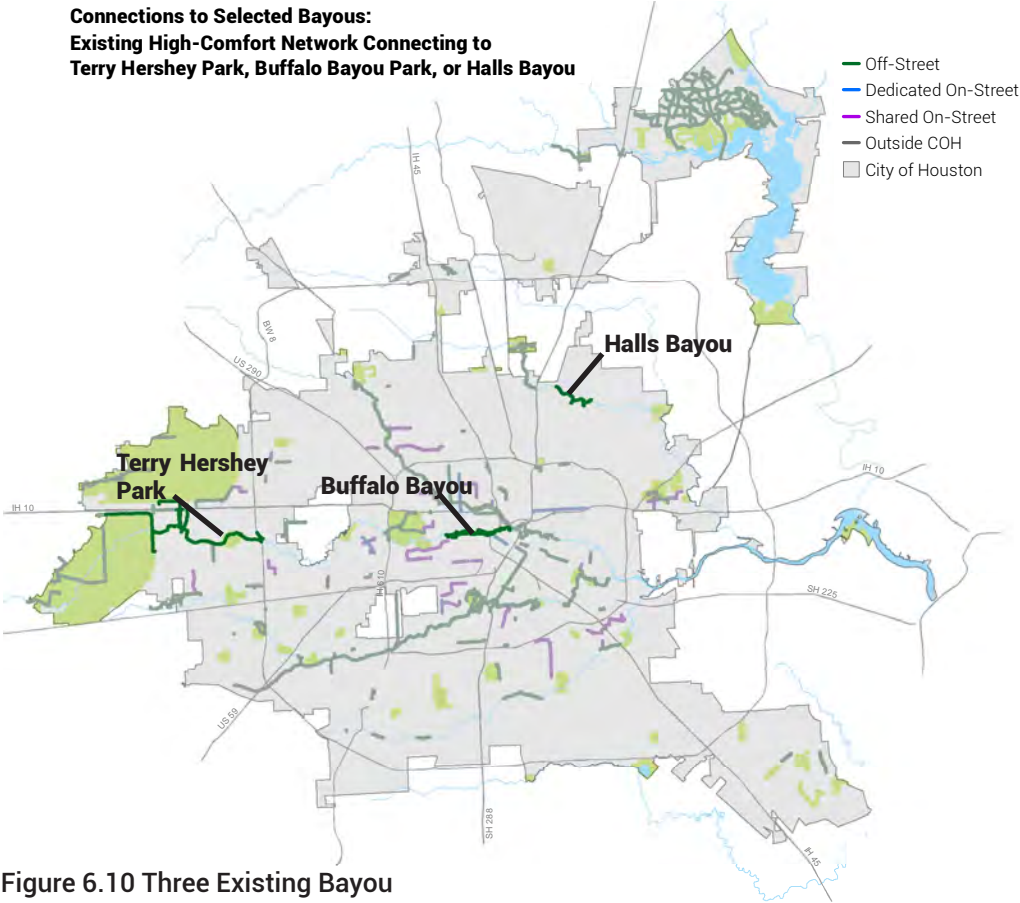 Connections to Selected Bayous:
Existing High-Comfort Network Connecting to
Terry Hershey Park, Buffalo Bayou Park, or Halls Bayou
Off-Street
Dedicated On-Street
Shared On-Street
Outside COH
City of Houston
IH 45
BW 8
US 290
Halls Bayou
Terry Hershey
Park
Buffalo Bayou
IH 10
IH 10
IH 610
SH 225
US 59
SH 288
IH 45
Figure 6.10 Three Existing Bayou